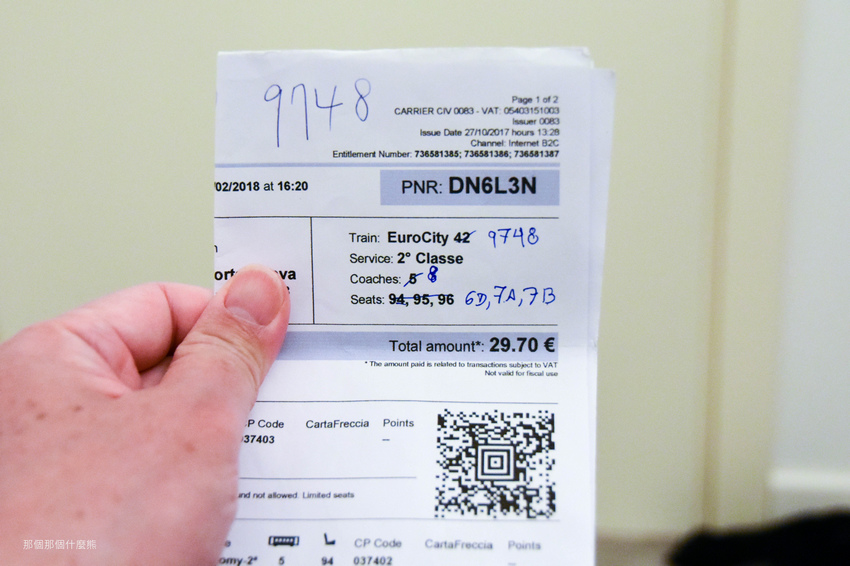 9748
Page 1 of 2
CARRIER CIV 0083 - VAT: 05403151003
Issuer 0083
Issue Date 27/10/2017 hours 13:28
Channel: Internet B2C
Entitlement Number: 736581385; 736581386; 736581387
/02/2018 at 16:20
PNR: DN6L3N
Train: EuroCity 42 9748
Service: 2° Classe
Coaches: 5 8
Seats: 94, 95, 96 6D, 7A, 7B
Total amount*: 29.70 €
* The amount paid is related to transactions subject to VAT
Not valid for fiscal use
CP Code CartaFreccia Points
037403 --
and not allowed. Limited seats
CP Code CartaFreccia Points
omy-2ª 5 94 037402
那個那個什麼熊